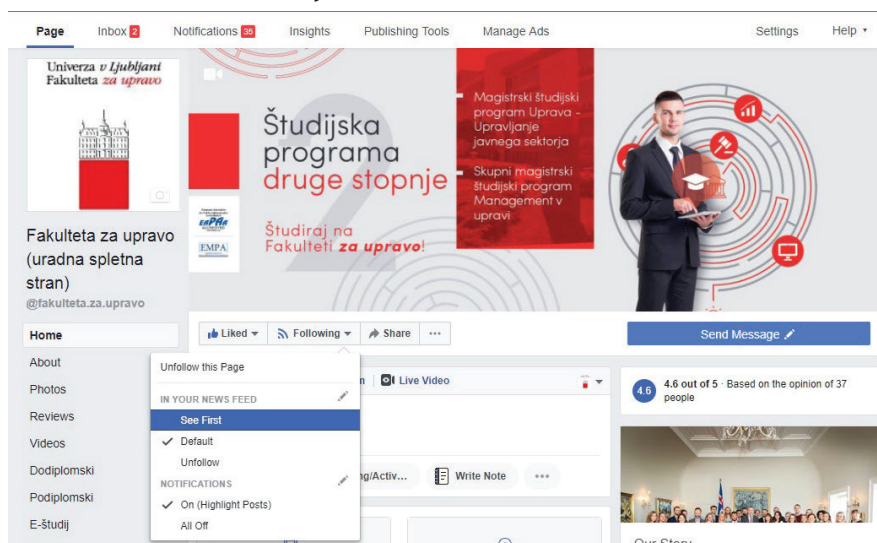 Page Inbox 2 Notifications 35 Insights Publishing Tools Manage Ads Settings Help
Univerza v Ljubljani
Fakulteta za upravo
Fakulteta za upravo
(uradna spletna
stran)
@fakulteta.za.upravo
Študijska
programa
druge stopnje
Študiraj na
Fakulteti za upravo!
Magistrski študijski
program Uprava -
Upravljanje
javnega sektorja
Skupni magistrski
študijski program
Management v
upravi
EMPA
Liked Following Share Send Message
Home
About
Photos
Reviews
Videos
Dodiplomski
Podiplomski
E-študij
Unfollow this Page
IN YOUR NEWS FEED
See First
Default
Unfollow
NOTIFICATIONS
On (Highlight Posts)
All Off
Live Video
ng/Activ... Write Note
4.6 4.6 out of 5 · Based on the opinion of 37
people
Our Story